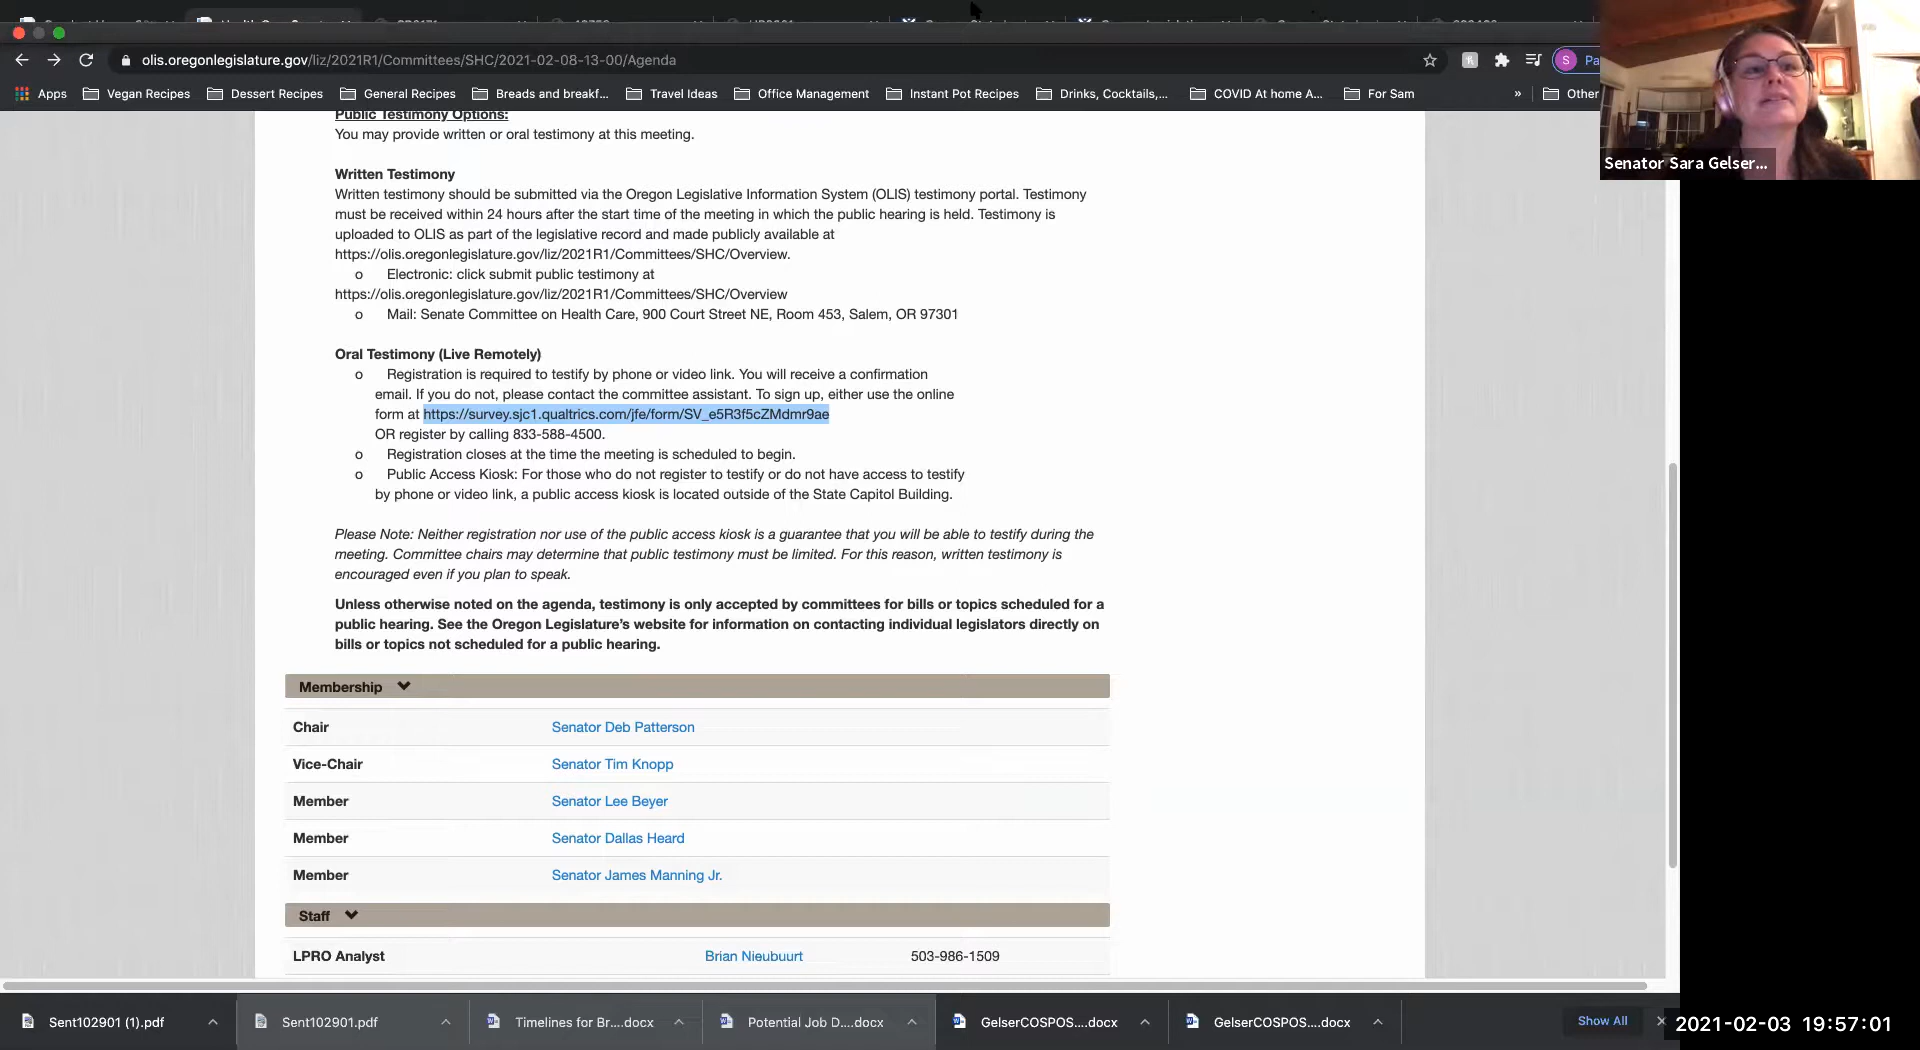 olis.oregonlegislature.gov/liz/2021R1/Committees/SHC/2021-02-08-13-00/Agenda
S Pa
Apps Vegan Recipes Dessert Recipes General Recipes Breads and breakf... Travel Ideas Office Management Instant Pot Recipes Drinks, Cocktails,... COVID At home A... For Sam » Other
Senator Sara Gelser...
Public Testimony Options:
You may provide written or oral testimony at this meeting.
Written Testimony
Written testimony should be submitted via the Oregon Legislative Information System (OLIS) testimony portal. Testimony
must be received within 24 hours after the start time of the meeting in which the public hearing is held. Testimony is
uploaded to OLIS as part of the legislative record and made publicly available at
https://olis.oregonlegislature.gov/liz/2021R1/Committees/SHC/Overview.
o Electronic: click submit public testimony at
https://olis.oregonlegislature.gov/liz/2021R1/Committees/SHC/Overview
o Mail: Senate Committee on Health Care, 900 Court Street NE, Room 453, Salem, OR 97301
Oral Testimony (Live Remotely)
o Registration is required to testify by phone or video link. You will receive a confirmation
email. If you do not, please contact the committee assistant. To sign up, either use the online
form at https://survey.sjc1.qualtrics.com/jfe/form/SV_e5R3f5cZMdmr9ae
OR register by calling 833-588-4500.
o Registration closes at the time the meeting is scheduled to begin.
o Public Access Kiosk: For those who do not register to testify or do not have access to testify
by phone or video link, a public access kiosk is located outside of the State Capitol Building.
Please Note: Neither registration nor use of the public access kiosk is a guarantee that you will be able to testify during the
meeting. Committee chairs may determine that public testimony must be limited. For this reason, written testimony is
encouraged even if you plan to speak.
Unless otherwise noted on the agenda, testimony is only accepted by committees for bills or topics scheduled for a
public hearing. See the Oregon Legislature's website for information on contacting individual legislators directly on
bills or topics not scheduled for a public hearing.
Membership
Chair Senator Deb Patterson
Vice-Chair Senator Tim Knopp
Member Senator Lee Beyer
Member Senator Dallas Heard
Member Senator James Manning Jr.
Staff
LPRO Analyst Brian Nieubuurt 503-986-1509
Sent102901 (1).pdf Sent102901.pdf Timelines for Br....docx Potential Job D....docx GelserCOSPOS....docx GelserCOSPOS....docx Show All
2021-02-03 19:57:01